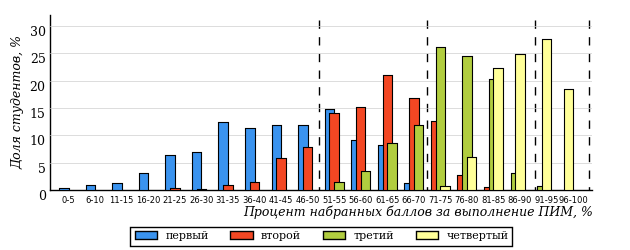 Доля студентов, %
30
25
20
15
10
5
0
0-5 6-10 11-15 16-20 21-25 26-30 31-35 36-40 41-45 46-50 51-55 56-60 61-65 66-70 71-75 76-80 81-85 86-90 91-95 96-100
Процент набранных баллов за выполнение ПИМ, %
первый второй третий четвертый